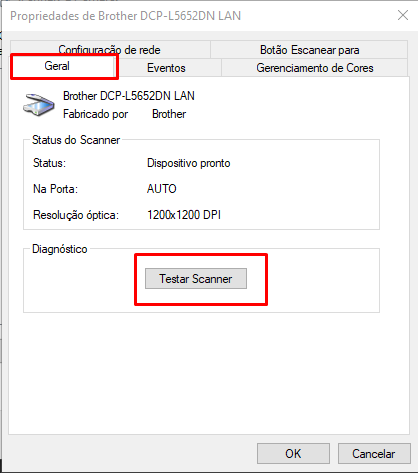 Propriedades de Brother DCP-L5652DN LAN
Configuração de rede
Botão Escanear para
Geral
Eventos
Gerenciamento de Cores
Brother DCP-L5652DN LAN
Fabricado por Brother
Status do Scanner
Status: Dispositivo pronto
Na Porta: AUTO
Resolução óptica: 1200x1200 DPI
Diagnóstico
Testar Scanner
OK
Cancelar